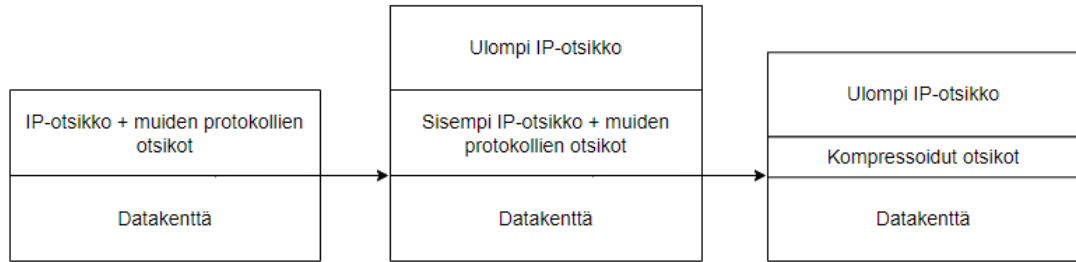 IP-otsikko + muiden protokollien
otsikot
Datakenttä
Ulompi IP-otsikko
Sisempi IP-otsikko + muiden
protokollien otsikot
Datakenttä
Ulompi IP-otsikko
Kompressoidut otsikot
Datakenttä